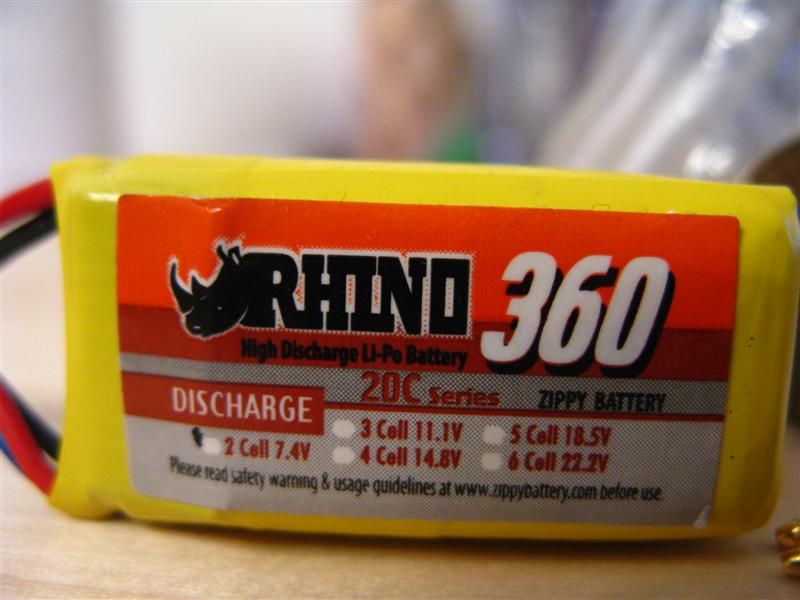 RHINO 360
High Discharge Li-Po Battery
20C Series ZIPPY BATTERY
DISCHARGE
2 Cell 7.4V
3 Cell 11.1V
4 Cell 14.8V
5 Cell 18.5V
6 Cell 22.2V
Please read safety warning & usage guidelines at www.zippybattery.com before use.